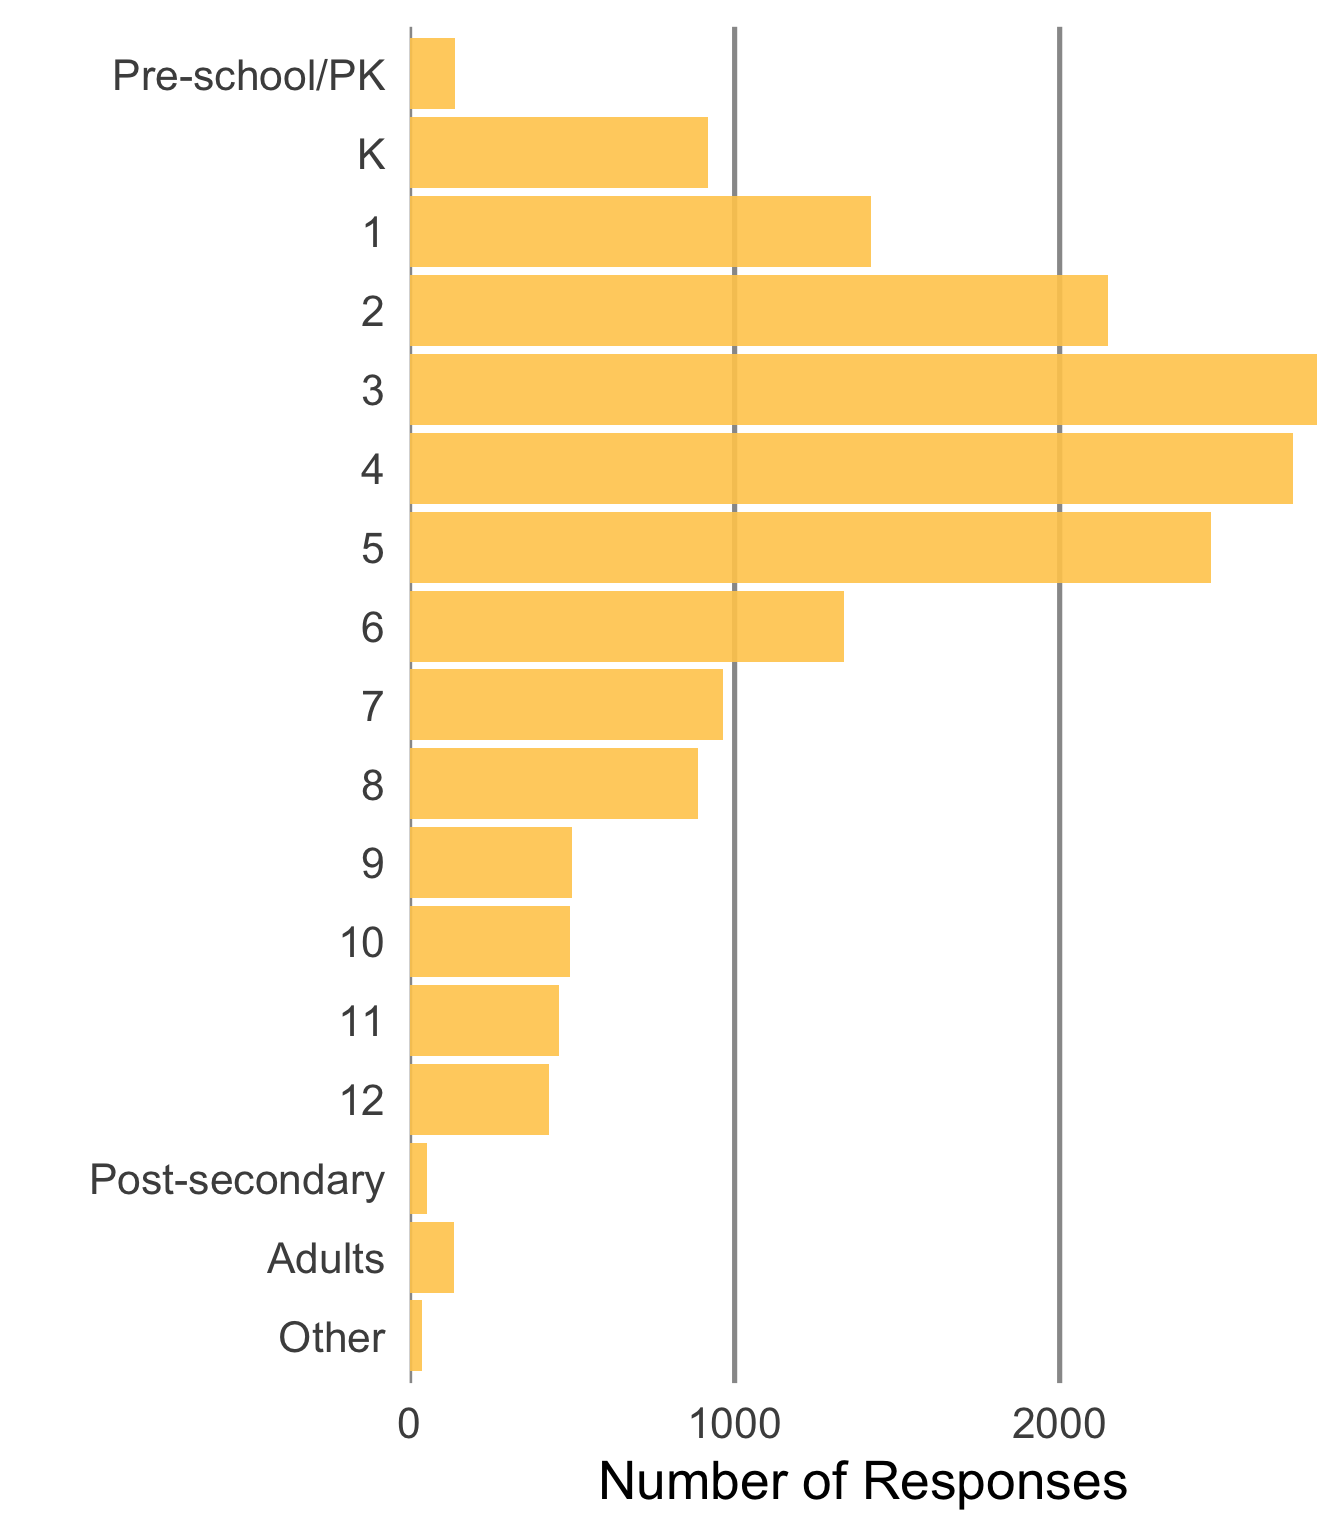 Pre-school/PK
K
1
2
3
4
5
6
7
8
9
10
11
12
Post-secondary
Adults
Other
0 1000 2000
Number of Responses